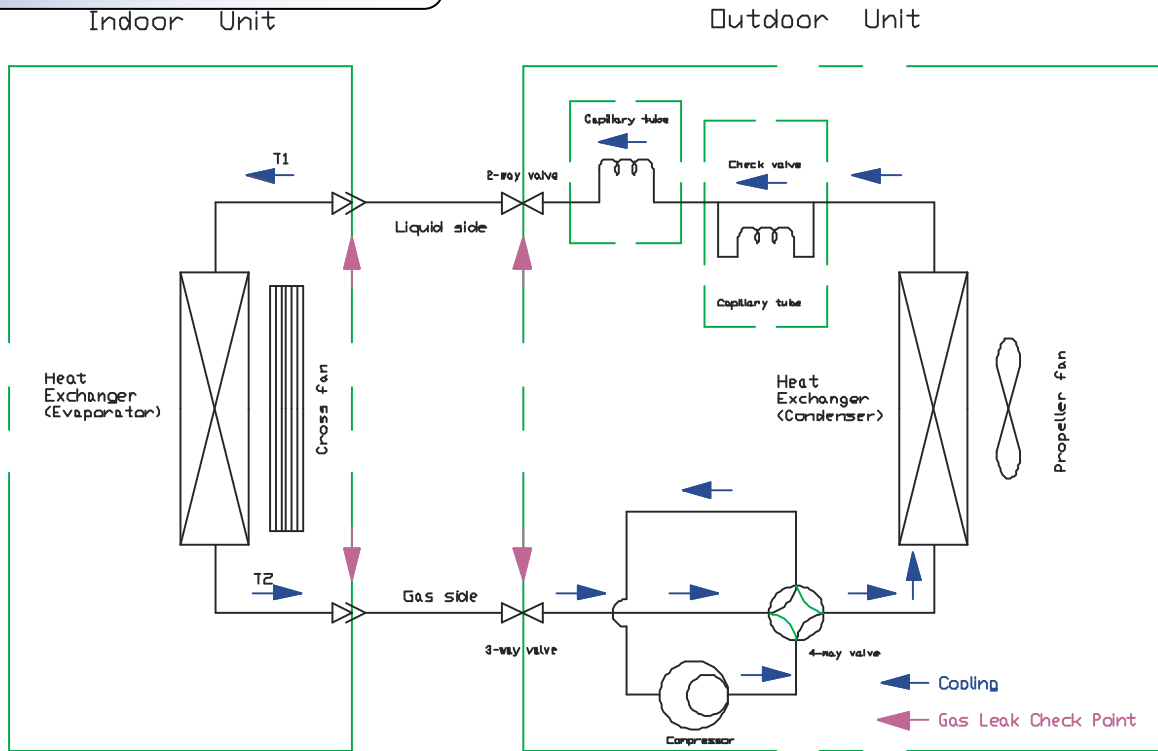 Indoor Unit
Outdoor Unit
Capillary tube
Check valve
T1
2-way valve
Liquid side
Capillary tube
Heat
Exchanger
(Evaporator)
Cross fan
Heat
Exchanger
(Condenser)
Propeller fan
T2
Gas side
3-way valve
4-way valve
Compressor
Cooling
Gas Leak Check Point